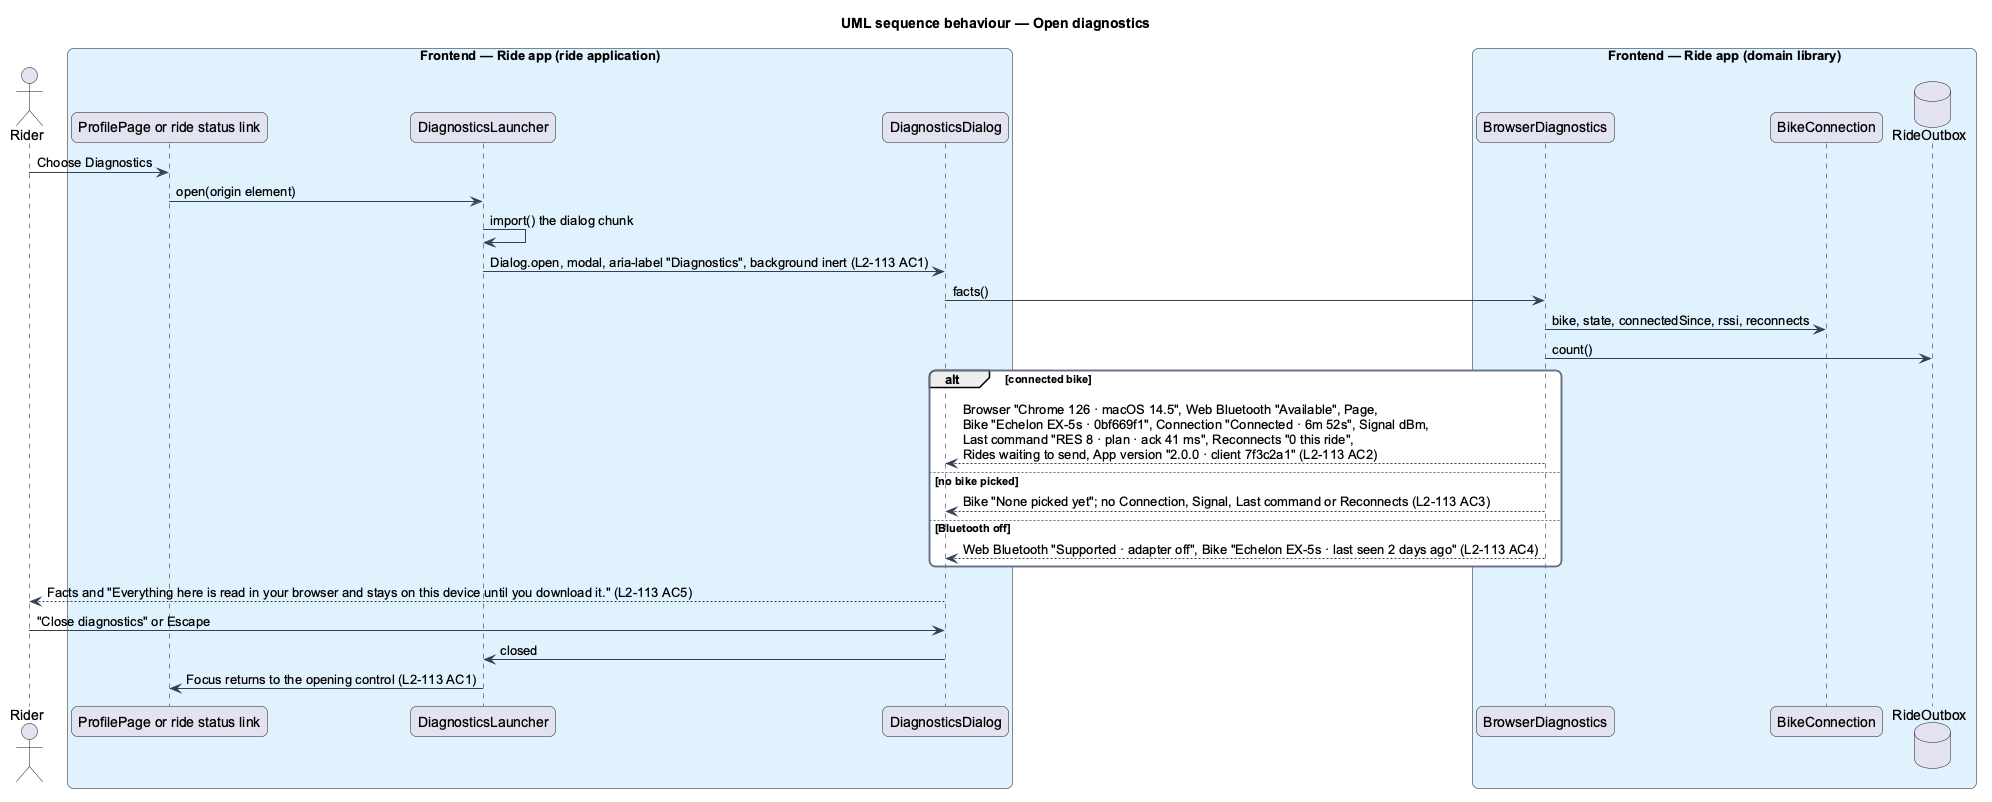 UML sequence behaviour — Open diagnostics
Frontend — Ride app (ride application)
Frontend — Ride app (domain library)
Rider
ProfilePage or ride status link
DiagnosticsLauncher
DiagnosticsDialog
BrowserDiagnostics
BikeConnection
RideOutbox
Choose Diagnostics
open(origin element)
import() the dialog chunk
Dialog.open, modal, aria-label "Diagnostics", background inert (L2-113 AC1)
facts()
bike, state, connectedSince, rssi, reconnects
count()
alt
[connected bike]
Browser "Chrome 126 · macOS 14.5", Web Bluetooth "Available", Page,
Bike "Echelon EX-5s · 0bf669f1", Connection "Connected · 6m 52s", Signal dBm,
Last command "RES 8 · plan · ack 41 ms", Reconnects "0 this ride",
Rides waiting to send, App version "2.0.0 · client 7f3c2a1" (L2-113 AC2)
[no bike picked]
Bike "None picked yet"; no Connection, Signal, Last command or Reconnects (L2-113 AC3)
[Bluetooth off]
Web Bluetooth "Supported · adapter off", Bike "Echelon EX-5s · last seen 2 days ago" (L2-113 AC4)
Facts and "Everything here is read in your browser and stays on this device until you download it." (L2-113 AC5)
"Close diagnostics" or Escape
closed
Focus returns to the opening control (L2-113 AC1)
Rider
ProfilePage or ride status link
DiagnosticsLauncher
DiagnosticsDialog
BrowserDiagnostics
BikeConnection
RideOutbox